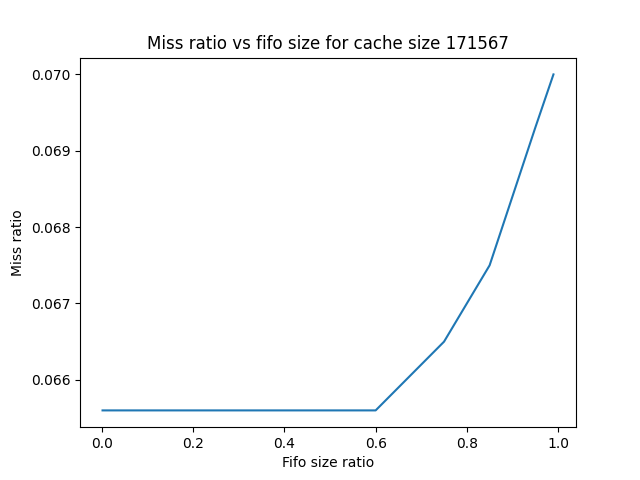 Miss ratio vs fifo size for cache size 171567
0.070
0.069
0.068
0.067
0.066
Miss ratio
0.0 0.2 0.4 0.6 0.8 1.0
Fifo size ratio